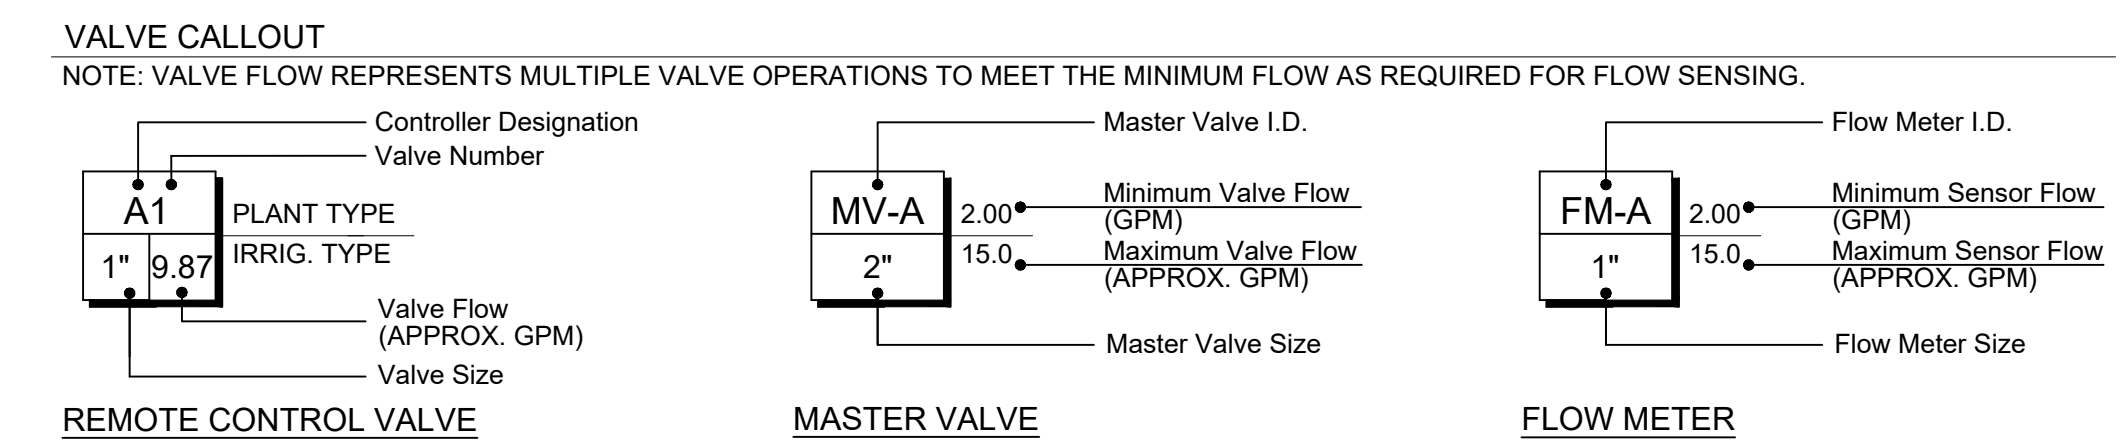 VALVE CALLOUT
NOTE: VALVE FLOW REPRESENTS MULTIPLE VALVE OPERATIONS TO MEET THE MINIMUM FLOW AS REQUIRED FOR FLOW SENSING.
Controller Designation
Valve Number
A1
PLANT TYPE
1" 9.87
IRRIG. TYPE
Valve Flow
(APPROX. GPM)
Valve Size
REMOTE CONTROL VALVE
Master Valve I.D.
MV-A
2.00
Minimum Valve Flow
(GPM)
2"
15.0
Maximum Valve Flow
(APPROX. GPM)
Master Valve Size
MASTER VALVE
Flow Meter I.D.
FM-A
2.00
Minimum Sensor Flow
(GPM)
1"
15.0
Maximum Sensor Flow
(APPROX. GPM)
Flow Meter Size
FLOW METER